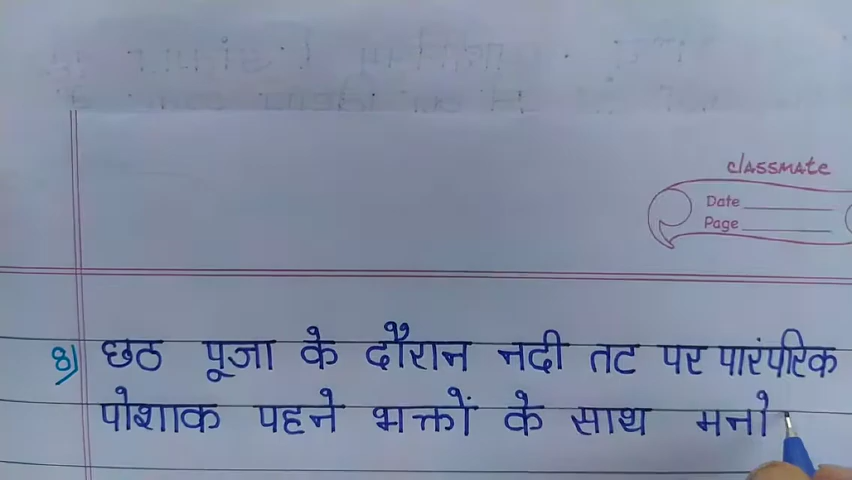 classmate
Date
Page
8) छठ पूजा के दौरान नदी तट पर पारंपरिक
पोशाक पहने भक्तों के साथ मनो